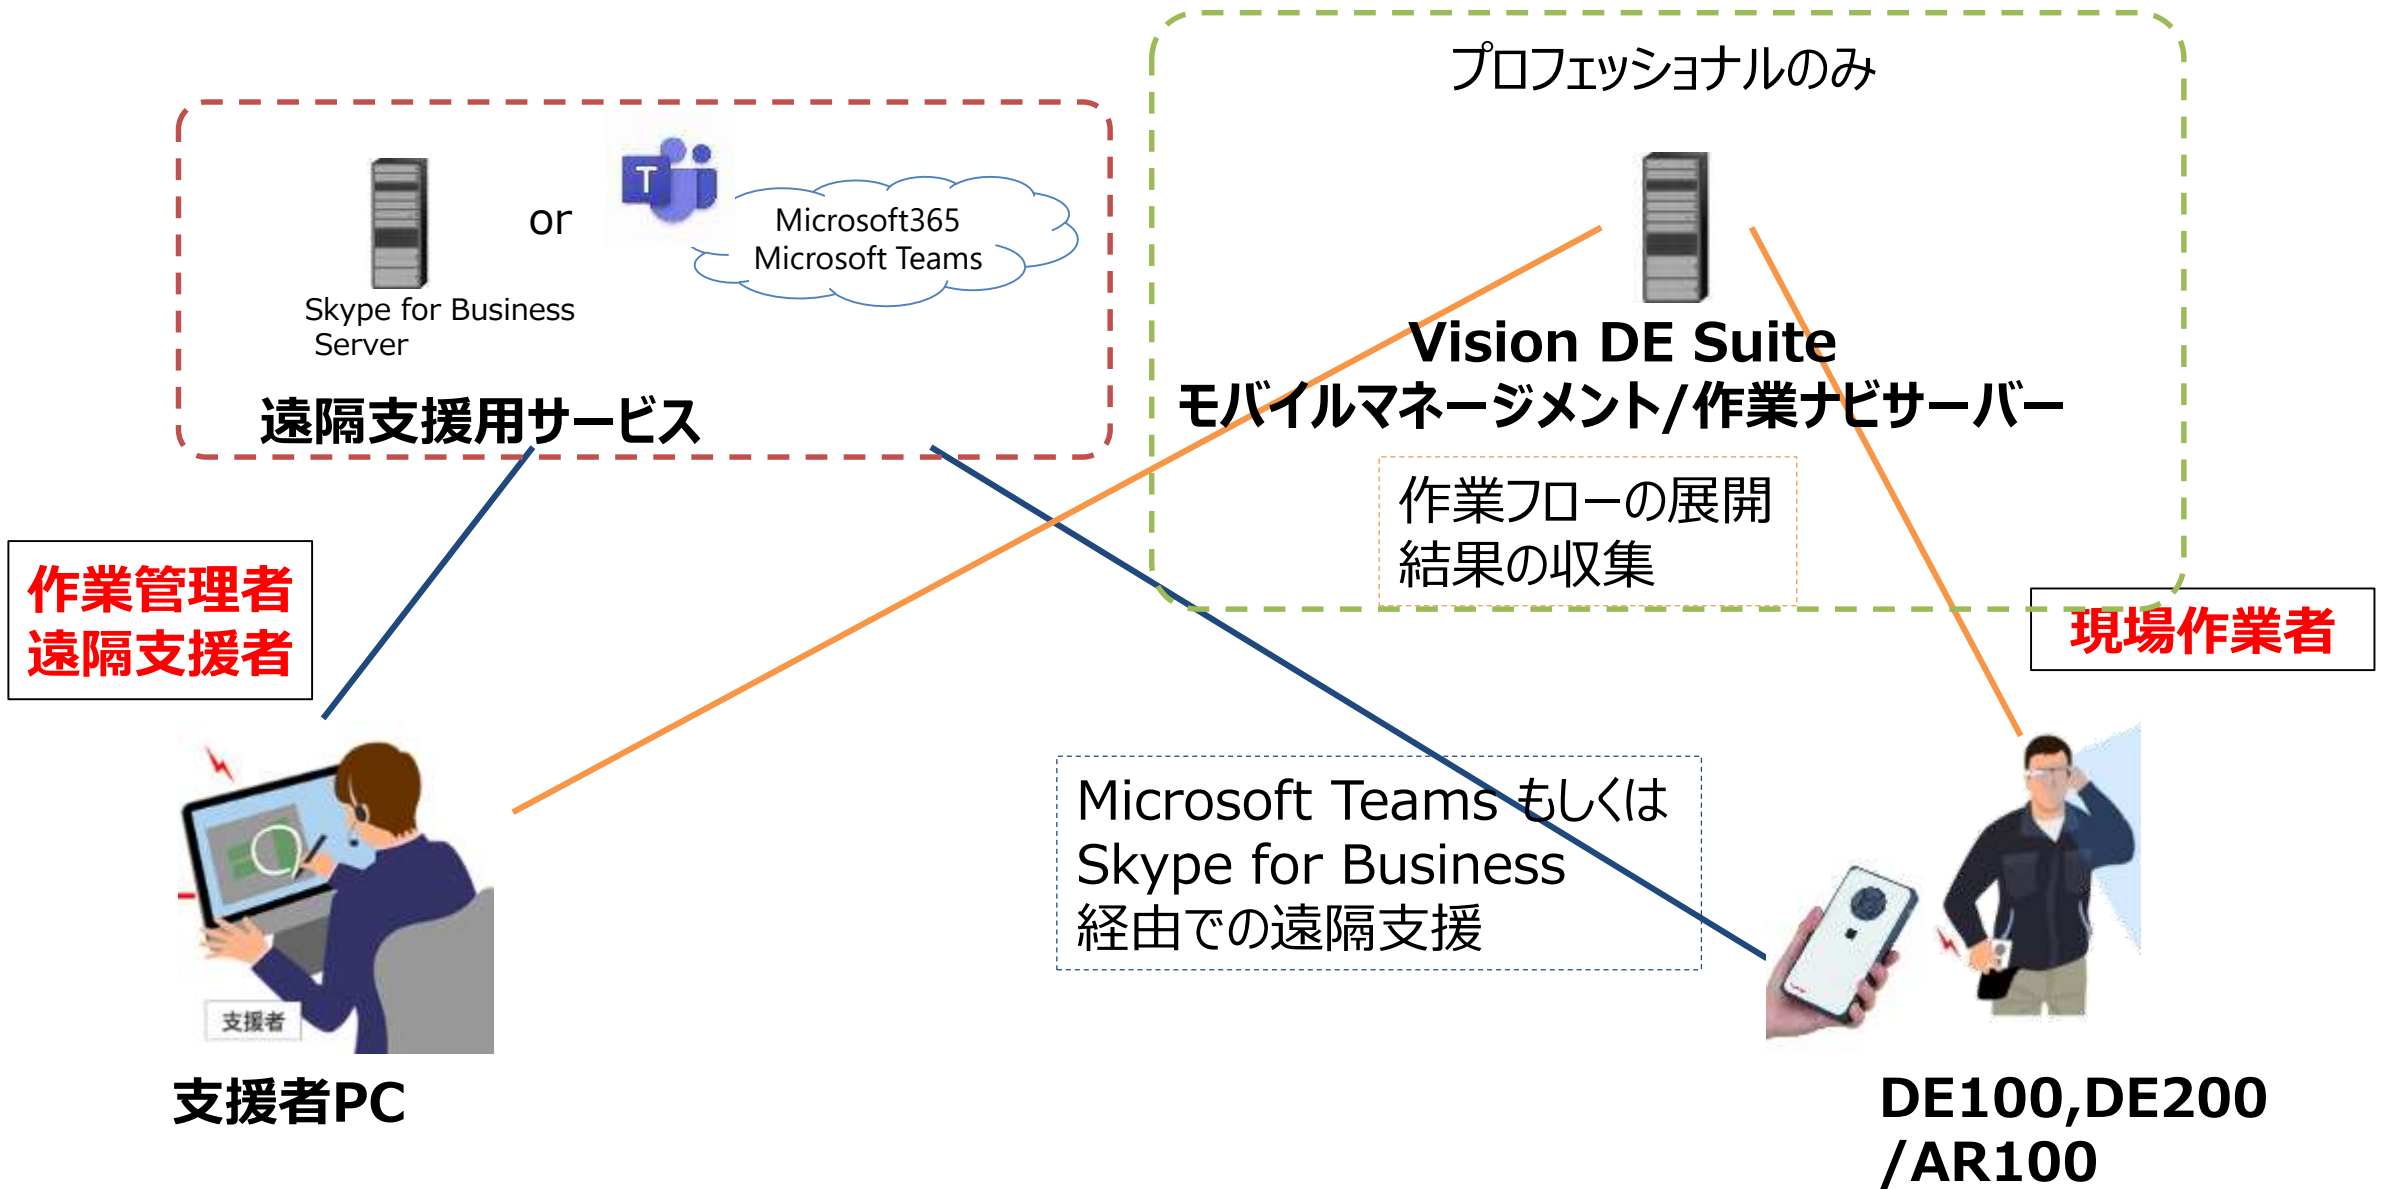 プロフェッショナルのみ
T
or
Microsoft365
Microsoft Teams
Skype for Business
Server
遠隔支援用サービス
Vision DE Suite
モバイルマネージメント/作業ナビサーバー
作業フローの展開
結果の収集
作業管理者
遠隔支援者
現場作業者
Microsoft Teams もしくは
Skype for Business
経由での遠隔支援
支援者
支援者PC
DE100,DE200
/AR100